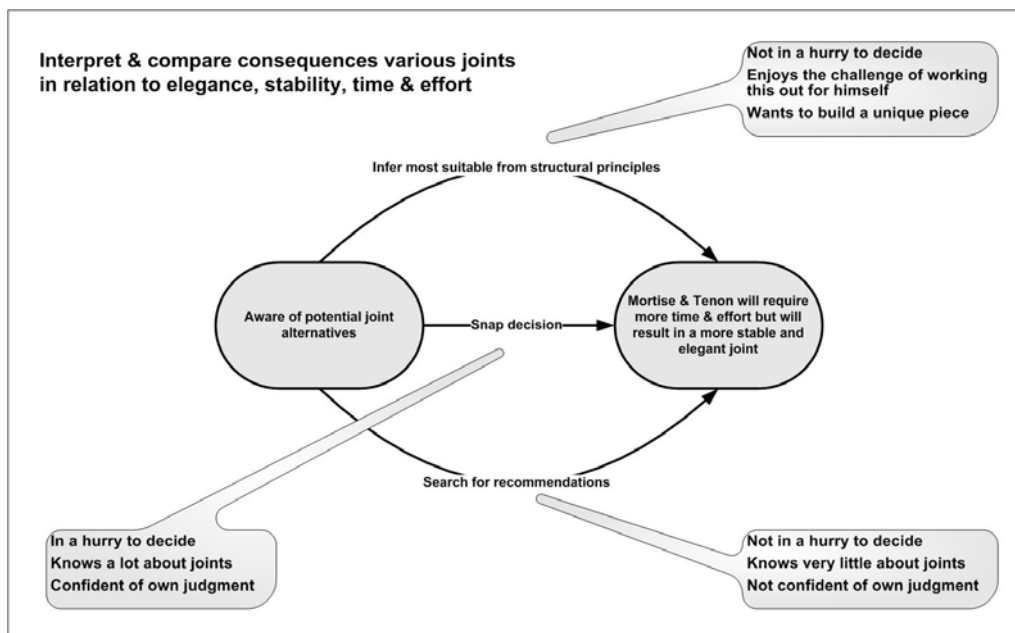 Interpret & compare consequences various joints
in relation to elegance, stability, time & effort
Not in a hurry to decide
Enjoys the challenge of working
this out for himself
Wants to build a unique piece
Infer most suitable from structural principles
Aware of potential joint
alternatives
Snap decision
Mortise & Tenon will require
more time & effort but will
result in a more stable and
elegant joint
Search for recommendations
In a hurry to decide
Knows a lot about joints
Confident of own judgment
Not in a hurry to decide
Knows very little about joints
Not confident of own judgment